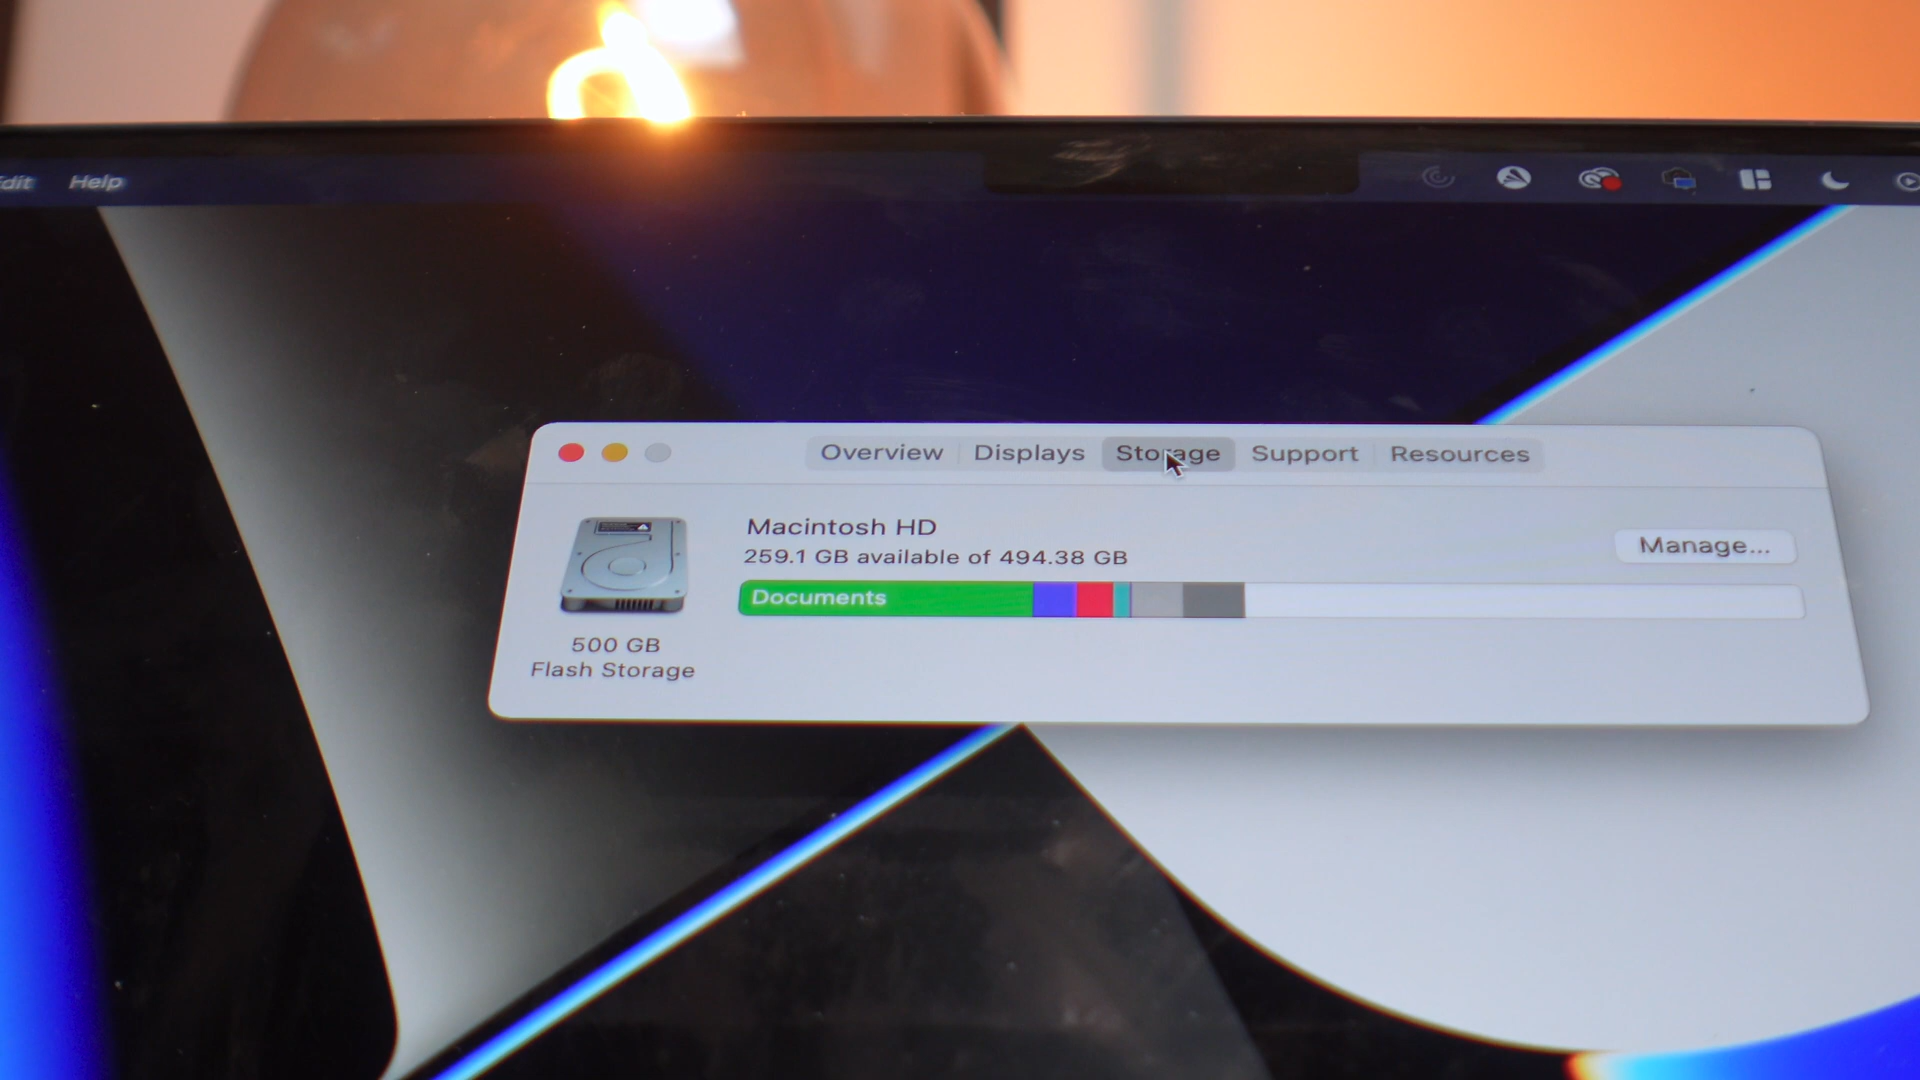 Edit Help
Overview Displays Storage Support Resources
Macintosh HD
259.1 GB available of 494.38 GB
Manage...
Documents
500 GB
Flash Storage